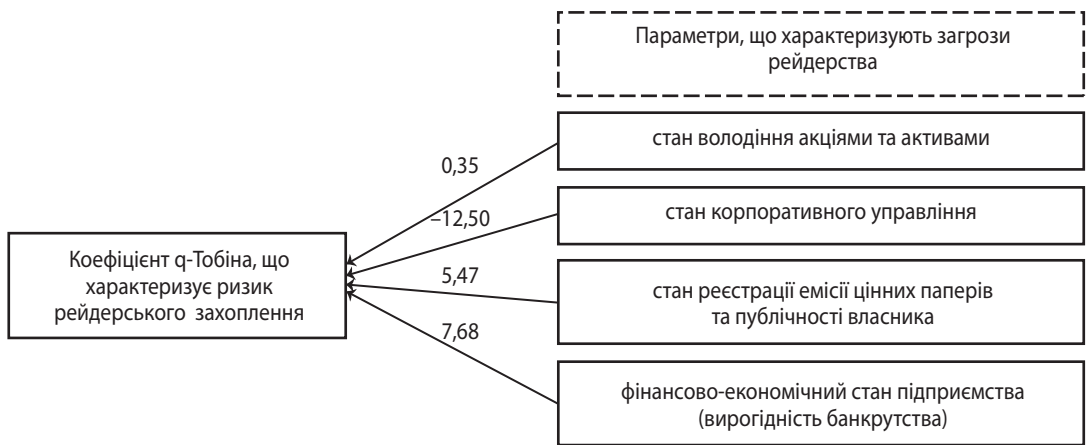 Параметри, що характеризують загрози
рейдерства
стан володіння акціями та активами
0,35
–12,50
стан корпоративного управління
Коефіцієнт q-Тобіна, що
характеризує ризик
рейдерського захоплення
5,47
стан реєстрації емісії цінних паперів
та публічності власника
7,68
фінансово-економічний стан підприємства
(вирогідність банкрутства)